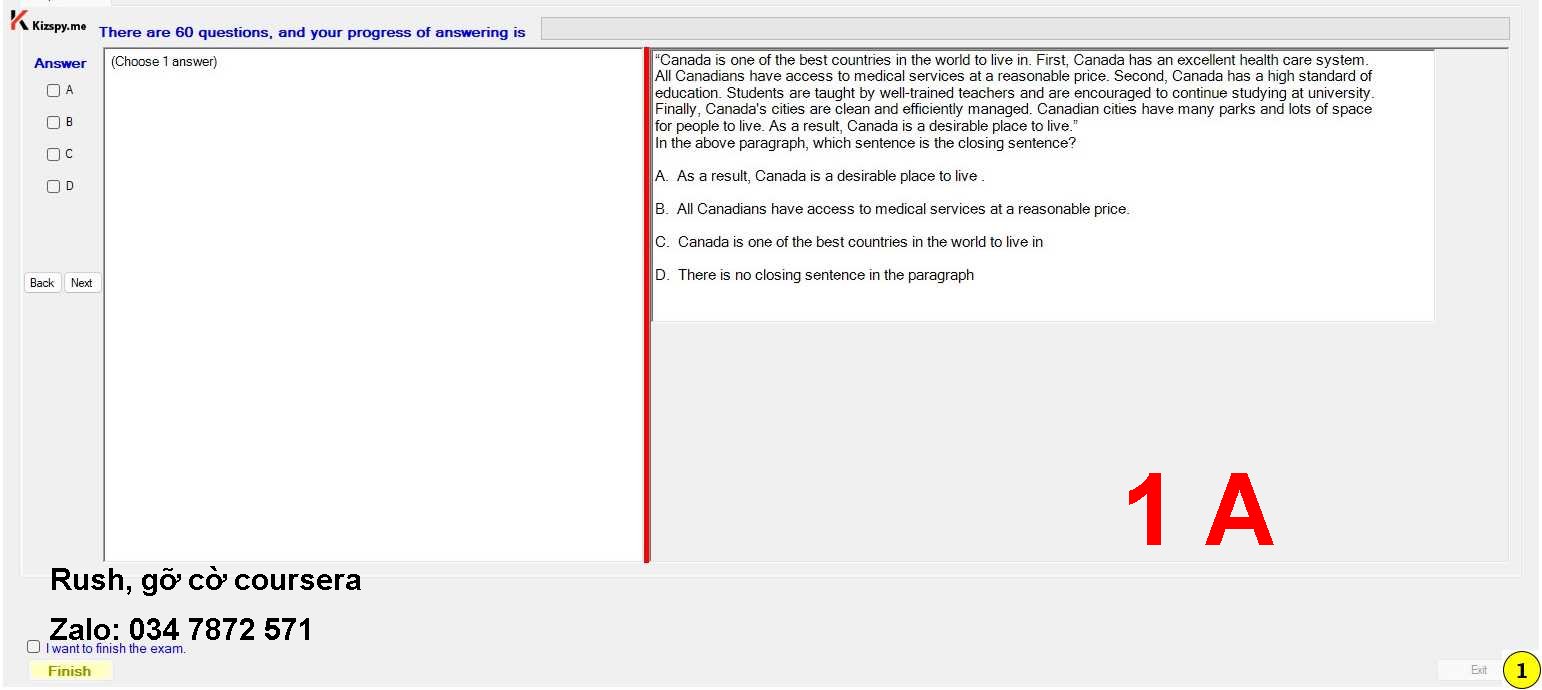 Kizspy.me
There are 60 questions, and your progress of answering is
Answer
A
B
C
D
Back Next
(Choose 1 answer)
“Canada is one of the best countries in the world to live in. First, Canada has an excellent health care system.
All Canadians have access to medical services at a reasonable price. Second, Canada has a high standard of
education. Students are taught by well-trained teachers and are encouraged to continue studying at university.
Finally, Canada's cities are clean and efficiently managed. Canadian cities have many parks and lots of space
for people to live. As a result, Canada is a desirable place to live.”
In the above paragraph, which sentence is the closing sentence?
A. As a result, Canada is a desirable place to live .
B. All Canadians have access to medical services at a reasonable price.
C. Canada is one of the best countries in the world to live in
D. There is no closing sentence in the paragraph
1 A
Rush, gỡ cờ coursera
Zalo: 034 7872 571
I want to finish the exam.
Finish
Exit
1